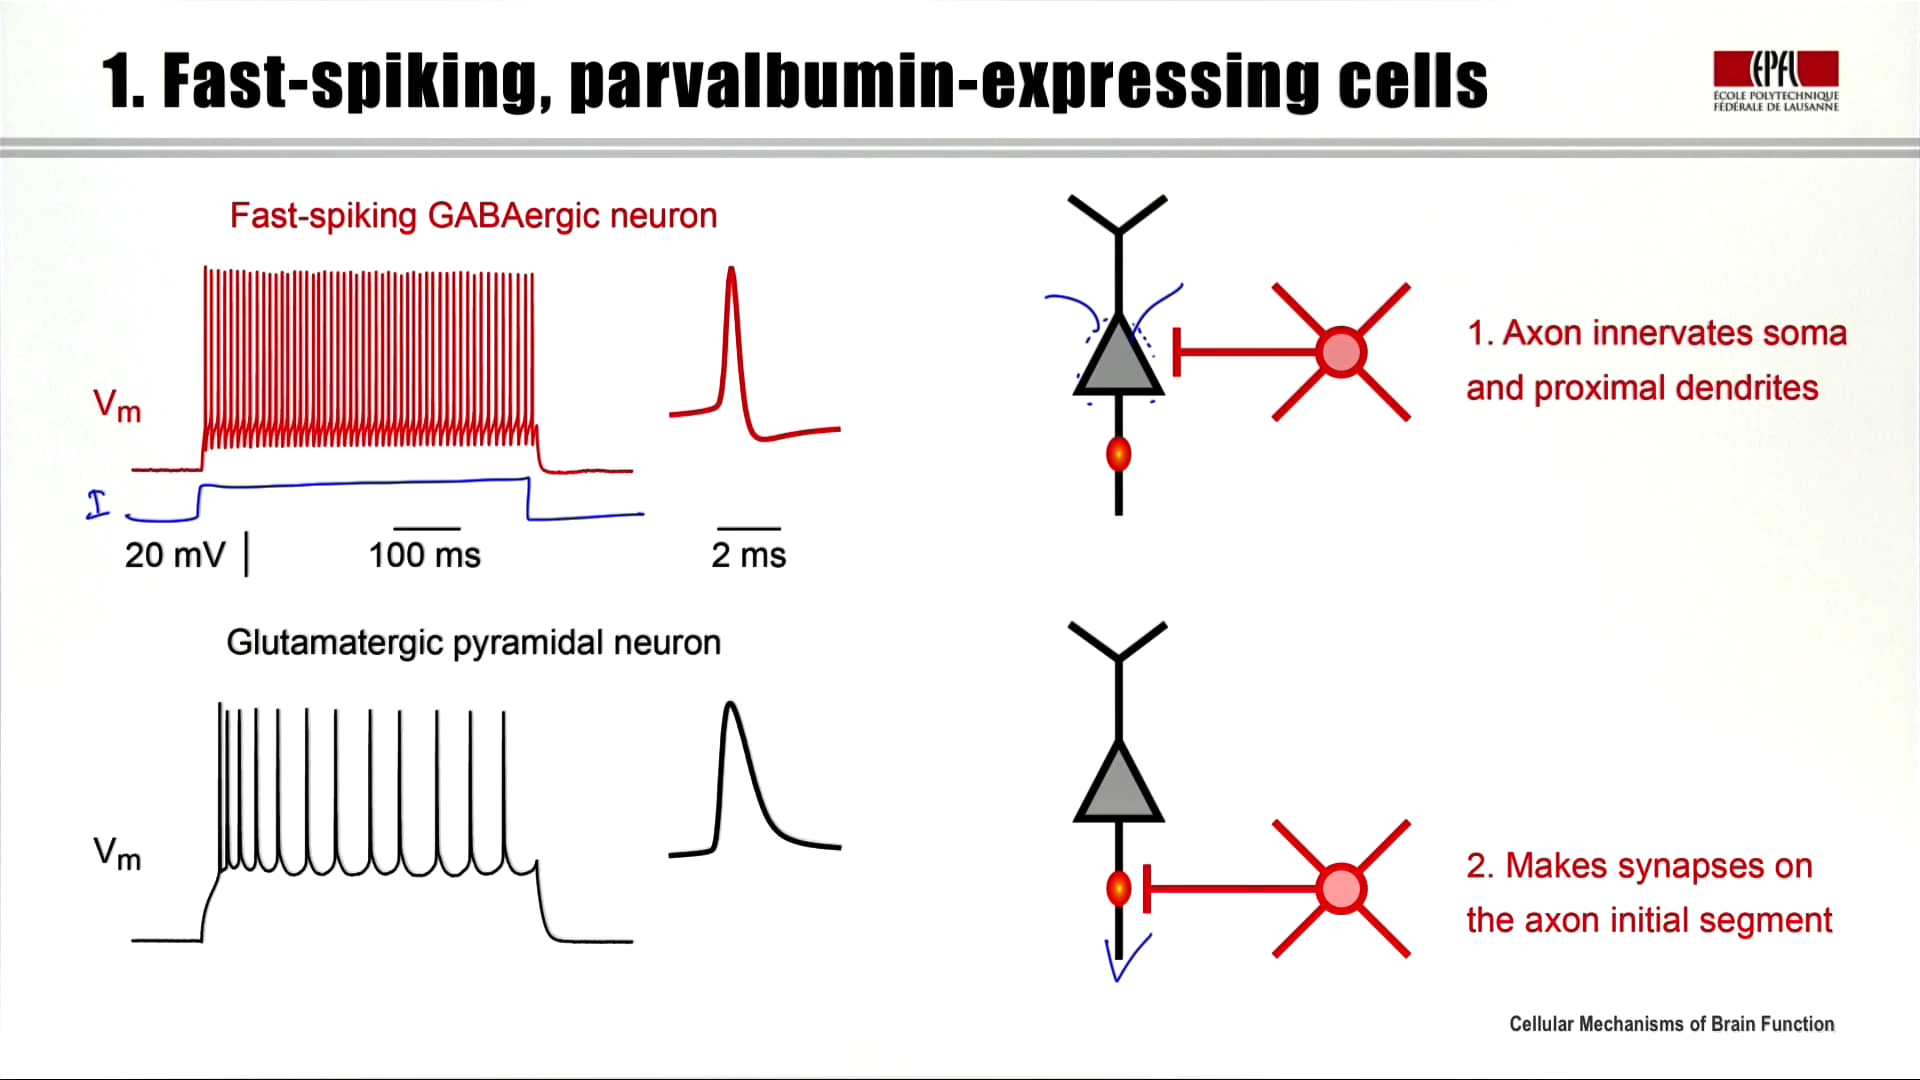 1. Fast-spiking, parvalbumin-expressing cells
EPFL
ÉCOLE POLYTECHNIQUE
FÉDÉRALE DE LAUSANNE
Fast-spiking GABAergic neuron
Vm
I
20 mV
100 ms
2 ms
1. Axon innervates soma
and proximal dendrites
Glutamatergic pyramidal neuron
Vm
2. Makes synapses on
the axon initial segment
Cellular Mechanisms of Brain Function